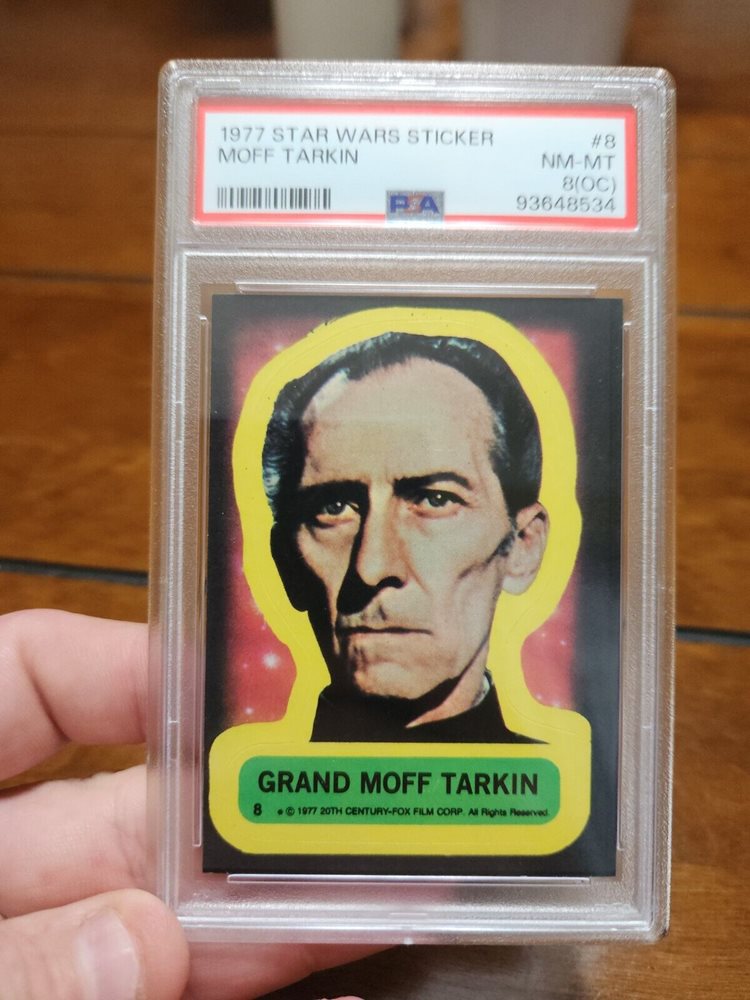 1977 STAR WARS STICKER #8
MOFF TARKIN NM-MT
8(OC)
PSA 93648534
GRAND MOFF TARKIN
8 ● © 1977 20TH CENTURY-FOX FILM CORP. All Rights Reserved.